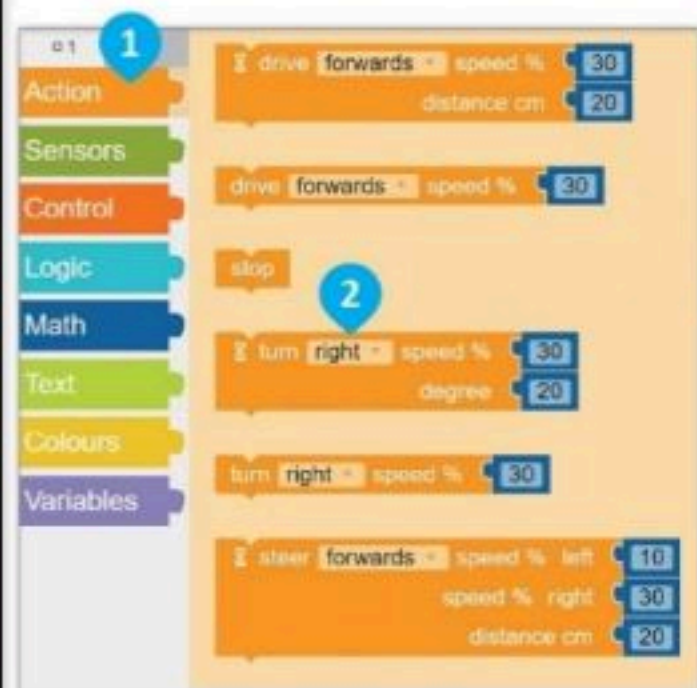 1
Action
Sensors
Control
Logic
Math
Text
Colours
Variables
drive forwards speed % 30
distance cm 20
drive forwards speed % 30
stop
2
turn right speed % 30
degree 20
turn right speed % 30
steer forwards speed % left 10
speed % right 30
distance cm 20